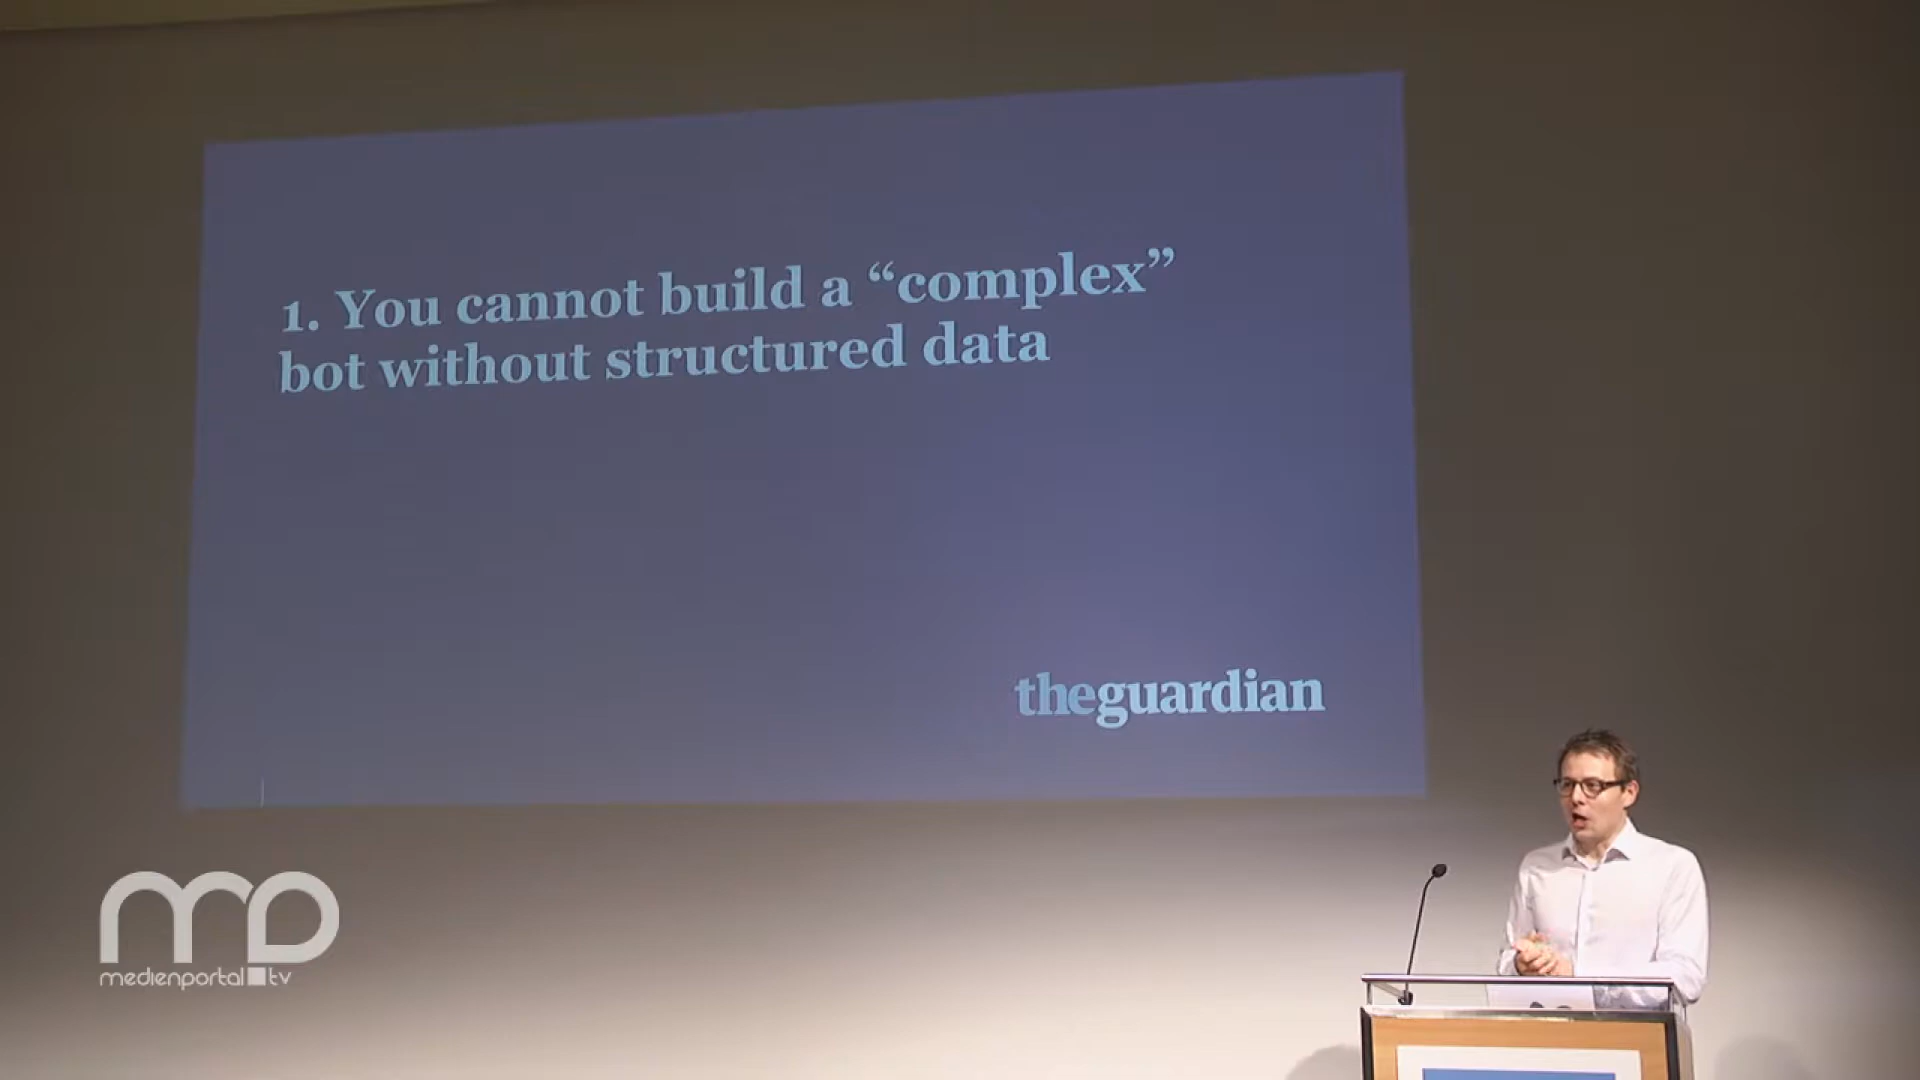 1. You cannot build a “complex”
bot without structured data
theguardian
medienportal.tv